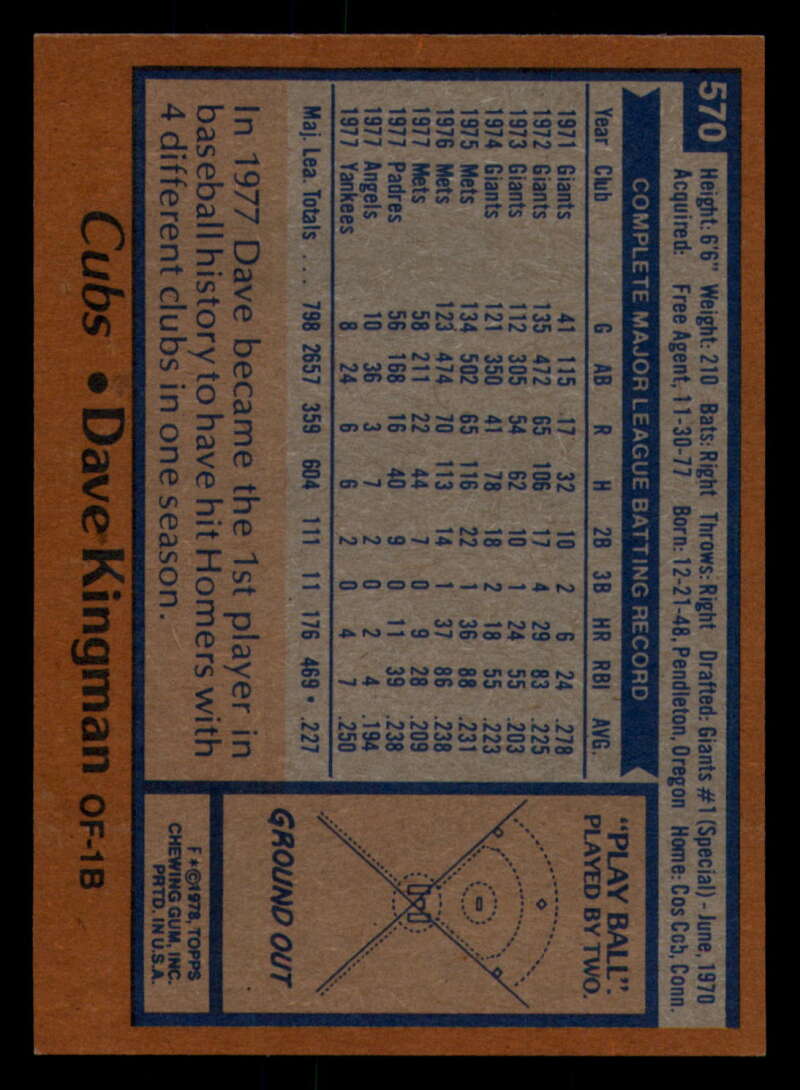 570
Height: 6'6" Weight: 210 Bats: Right Throws: Right Drafted: Giants #1 (Special) - June, 1970
Acquired: Free Agent, 11-30-77 Born: 12-21-48, Pendleton, Oregon Home: Cos Cob, Conn.
COMPLETE MAJOR LEAGUE BATTING RECORD
Year Club G AB R H 2B 3B HR RBI AVG.
1971 Giants 41 115 17 32 10 2 6 24 .278
1972 Giants 135 472 65 106 17 4 29 83 .225
1973 Giants 112 305 54 62 10 1 24 55 .203
1974 Giants 121 350 41 78 18 2 18 55 .223
1975 Mets 134 502 65 116 22 1 36 88 .231
1976 Mets 123 474 70 113 14 1 37 86 .238
1977 Mets 58 211 22 44 7 0 9 28 .209
1977 Padres 56 168 16 40 9 0 11 39 .238
1977 Angels 10 36 3 7 2 0 2 4 .194
1977 Yankees 8 24 6 6 2 0 4 7 .250
Maj. Lea. Totals ... 798 2657 359 604 111 11 176 469 .227
In 1977 Dave became the 1st player in
baseball history to have hit Homers with
4 different clubs in one season.
"PLAY BALL".
PLAYED BY TWO.
GROUND OUT
F*©1978, TOPPS
CHEWING GUM, INC.
PRTD. IN U.S.A.
Cubs • Dave Kingman OF-1B